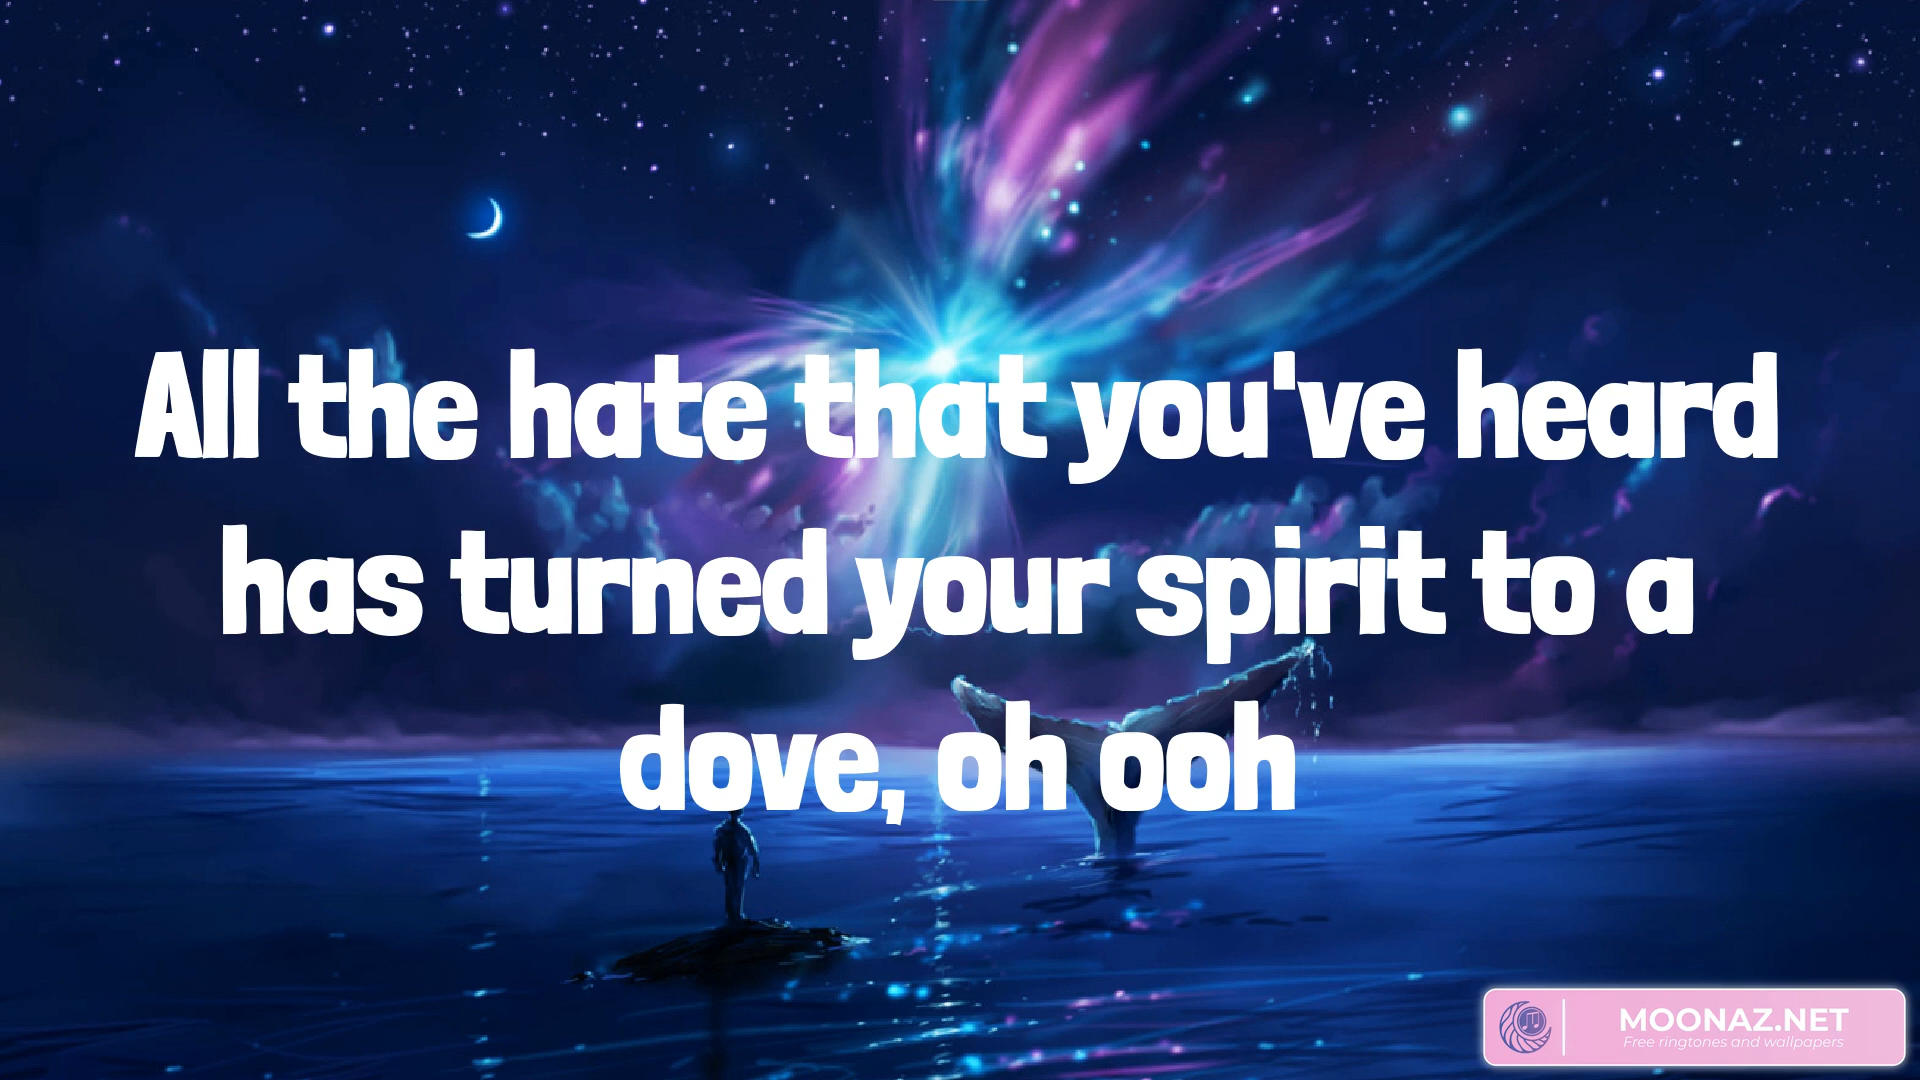 All the hate that you've heard
has turned your spirit to a
dove, oh ooh
MOONAZ.NET
Free ringtones and wallpapers